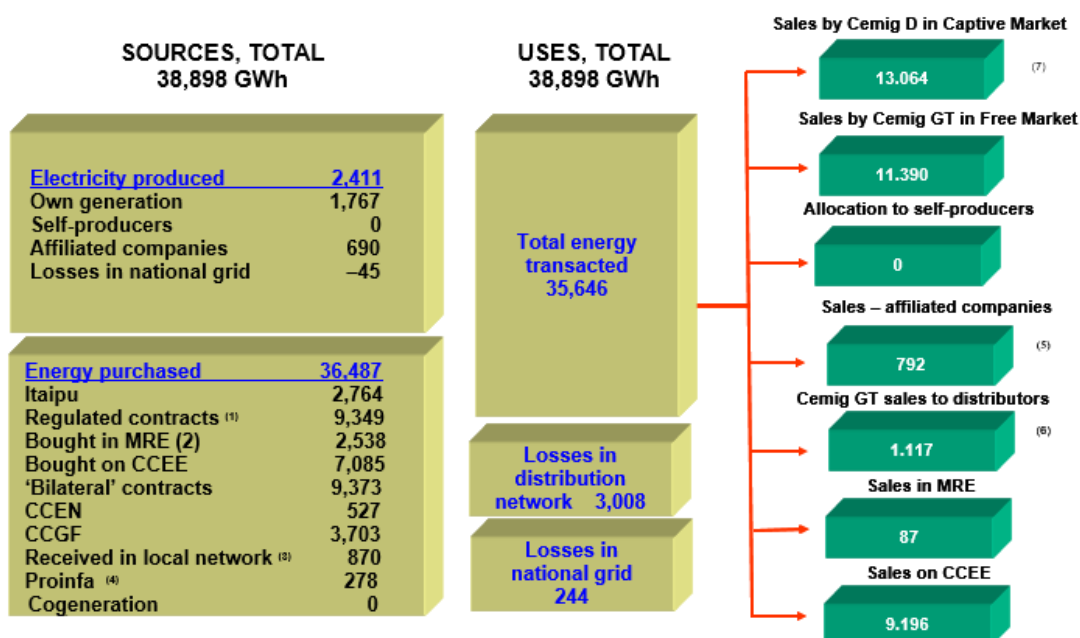 SOURCES, TOTAL
38,898 GWh
Electricity produced 2,411
Own generation 1,767
Self-producers 0
Affiliated companies 690
Losses in national grid –45
Energy purchased 36,487
Itaipu 2,764
Regulated contracts (1) 9,349
Bought in MRE (2) 2,538
Bought on CCEE 7,085
‘Bilateral’ contracts 9,373
CCEN 527
CCGF 3,703
Received in local network (3) 870
Proinfa (4) 278
Cogeneration 0
USES, TOTAL
38,898 GWh
Total energy
transacted
35,646
Losses in
distribution
network 3,008
Losses in
national grid
244
Sales by Cemig D in Captive Market
13.064 (7)
Sales by Cemig GT in Free Market
11.390
Allocation to self-producers
0
Sales – affiliated companies
792 (5)
Cemig GT sales to distributors
1.117 (6)
Sales in MRE
87
Sales on CCEE
9.196